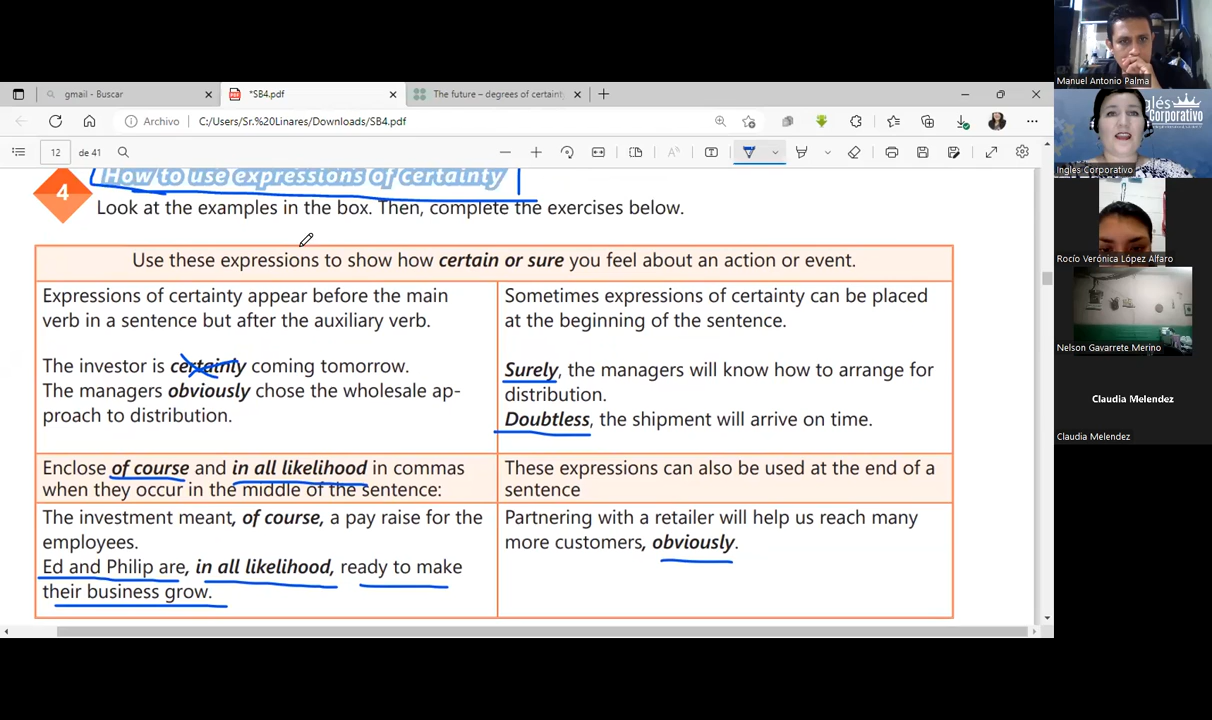 Manuel Antonio Palma
gmail - Buscar
*SB4.pdf
The future – degrees of certaint
Archivo
C:/Users/Sr.%20Linares/Downloads/SB4.pdf
glés
Corporativo
Inglés Corporativo
12
de 41
4
How to use expressions of certainty
Look at the examples in the box. Then, complete the exercises below.
Use these expressions to show how certain or sure you feel about an action or event.
Expressions of certainty appear before the main
verb in a sentence but after the auxiliary verb.
The investor is certainly coming tomorrow.
The managers obviously chose the wholesale ap-
proach to distribution.
Sometimes expressions of certainty can be placed
at the beginning of the sentence.
Surely, the managers will know how to arrange for
distribution.
Doubtless, the shipment will arrive on time.
Enclose of course and in all likelihood in commas
when they occur in the middle of the sentence:
These expressions can also be used at the end of a
sentence
The investment meant, of course, a pay raise for the
employees.
Ed and Philip are, in all likelihood, ready to make
their business grow.
Partnering with a retailer will help us reach many
more customers, obviously.
Rocío Verónica López Alfaro
Nelson Gavarrete Merino
Claudia Melendez
Claudia Melendez